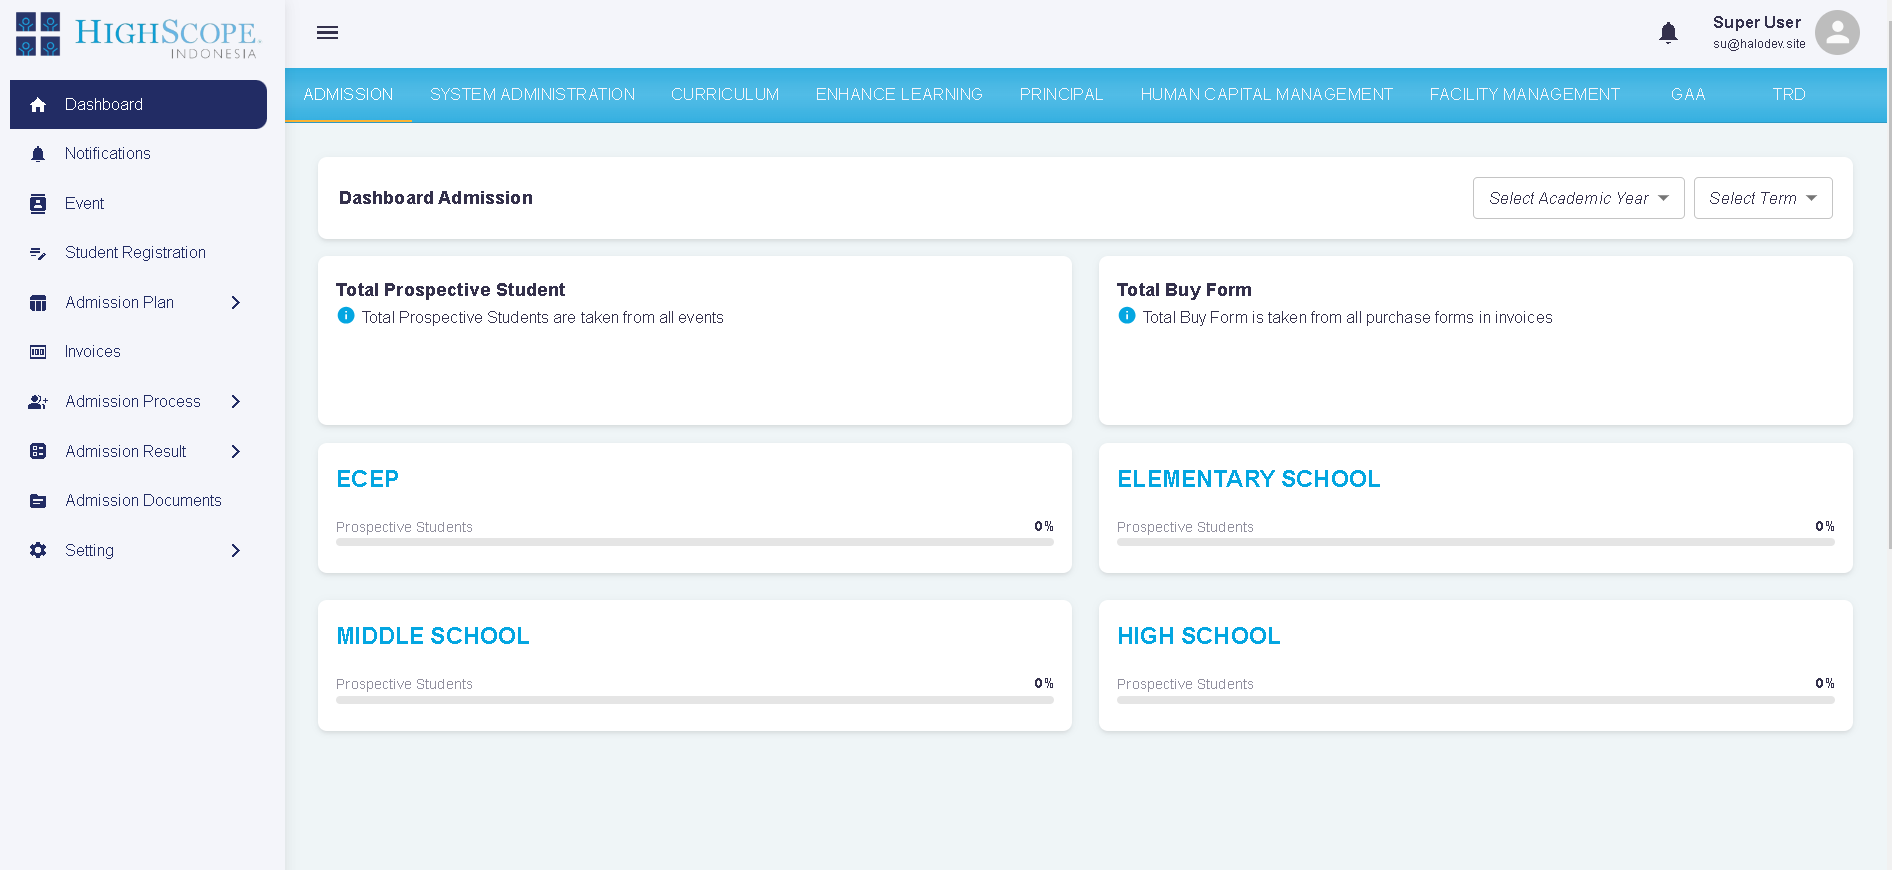 HIGHSCOPE.
INDONESIA
Super User
su@halodev.site
Dashboard
Notifications
Event
Student Registration
Admission Plan
Invoices
Admission Process
Admission Result
Admission Documents
Setting
ADMISSION SYSTEM ADMINISTRATION CURRICULUM ENHANCE LEARNING PRINCIPAL HUMAN CAPITAL MANAGEMENT FACILITY MANAGEMENT GAA TRD
Dashboard Admission
Select Academic Year
Select Term
Total Prospective Student
Total Prospective Students are taken from all events
Total Buy Form
Total Buy Form is taken from all purchase forms in invoices
ECEP
Prospective Students 0%
ELEMENTARY SCHOOL
Prospective Students 0%
MIDDLE SCHOOL
Prospective Students 0%
HIGH SCHOOL
Prospective Students 0%